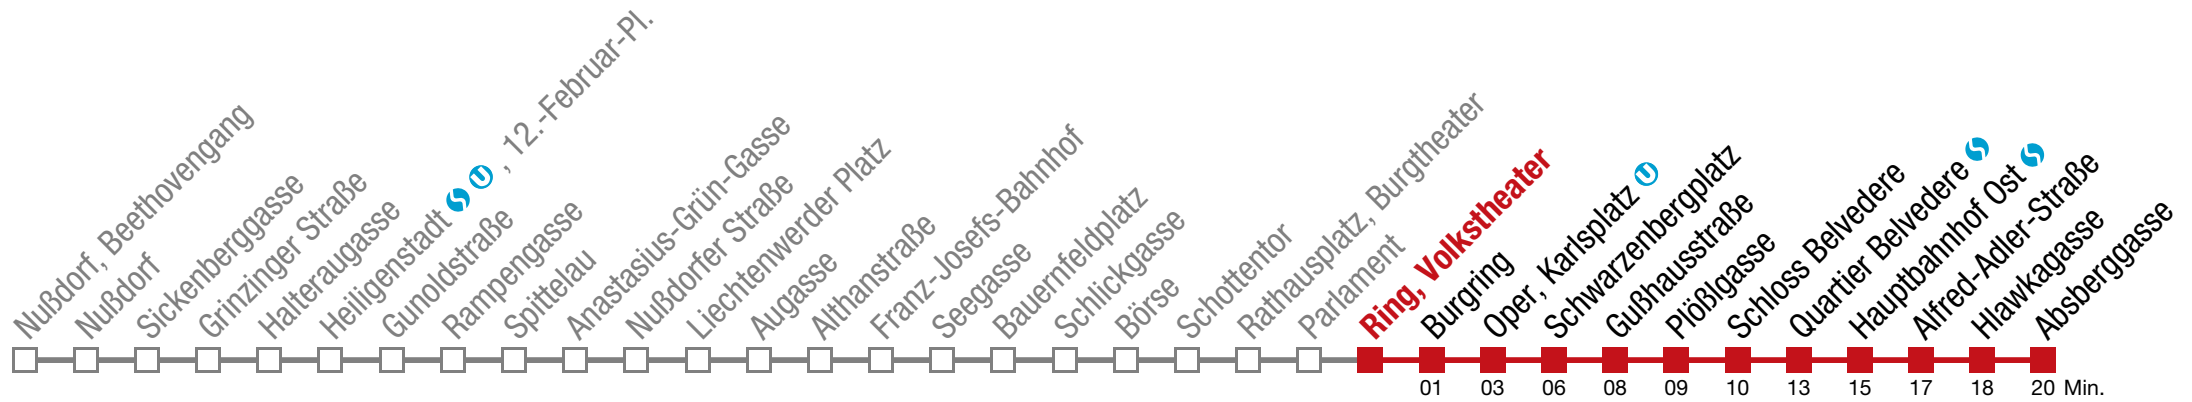 Nußdorf, Beethovengang
Nußdorf
Sickenberggasse
Grinzinger Straße
Halteraugasse
Heiligenstadt S U , 12.-Februar-Pl.
Gunoldstraße
Rampengasse
Spittelau
Anastasius-Grün-Gasse
Nußdorfer Straße
Liechtenwerder Platz
Augasse
Althanstraße
Franz-Josefs-Bahnhof
Seegasse
Bauernfeldplatz
Schlickgasse
Börse
Schottentor
Rathausplatz, Burgtheater
Parlament
Ring, Volkstheater
Burgring
Oper, Karlsplatz U
Schwarzenbergplatz
Gußhausstraße
Plößlgasse
Schloss Belvedere
Quartier Belvedere S
Hauptbahnhof Ost S
Alfred-Adler-Straße
Hawkagasse
Absberggasse
01 03 06 08 09 10 13 15 17 18 20 Min.